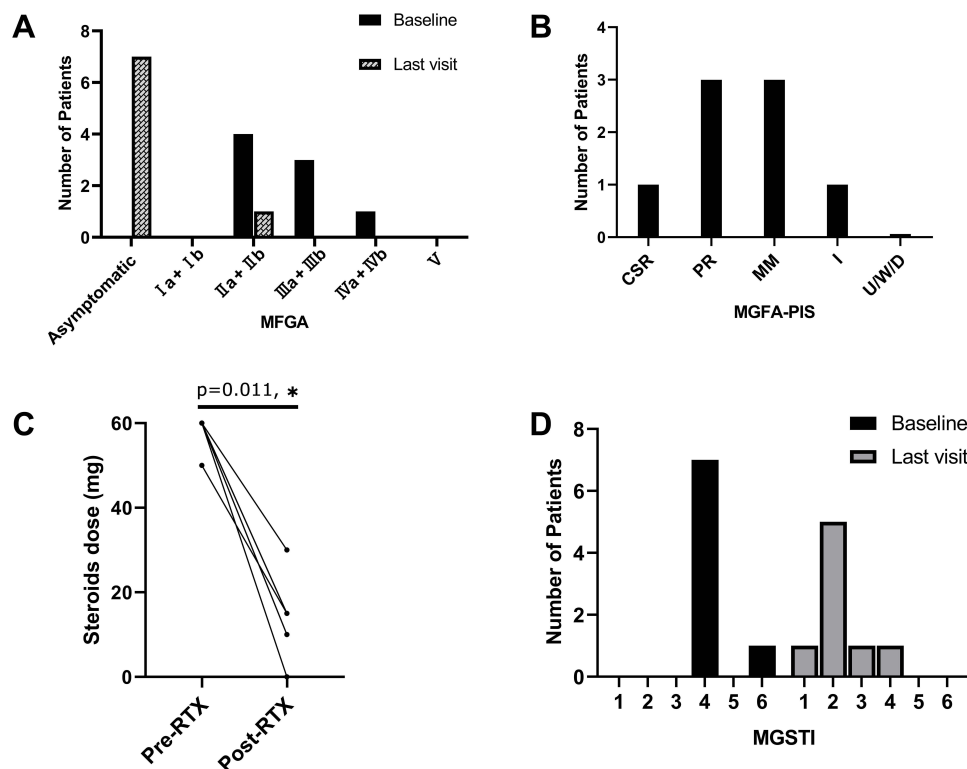 A
Baseline
Last visit
Number of Patients
8
6
4
2
0
Asymptomatic
Ⅰa+Ⅰb
Ⅱa+Ⅱb
Ⅲa+Ⅲb
Ⅳa+Ⅳb
Ⅴ
MFGA
B
Number of Patients
4
3
2
1
0
CSR
PR
MM
I
U/W/D
MGFA-PIS
C
p=0.011, *
Steroids dose (mg)
60
40
20
0
Pre-RTX
Post-RTX
D
Baseline
Last visit
Number of Patients
8
6
4
2
0
1 2 3 4 5 6 1 2 3 4 5 6
MGSTI